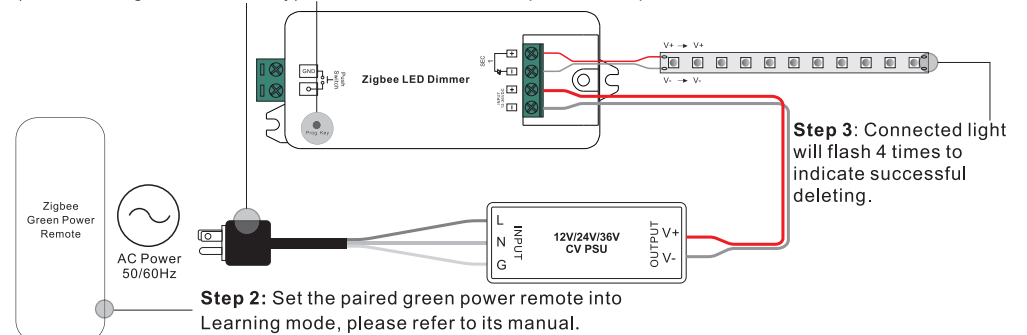 V+ → V+
V- → V-
SEC
1
+
-
+
-
GND
Push
Switch
Zigbee LED Dimmer
Prog. Key
Step 3: Connected light
will flash 4 times to
indicate successful
deleting.
Zigbee
Green Power
Remote
AC Power
50/60Hz
L
N
G
INPUT
12V/24V/36V
CV PSU
OUTPUT
V+
V-
Step 2: Set the paired green power remote into
Learning mode, please refer to its manual.